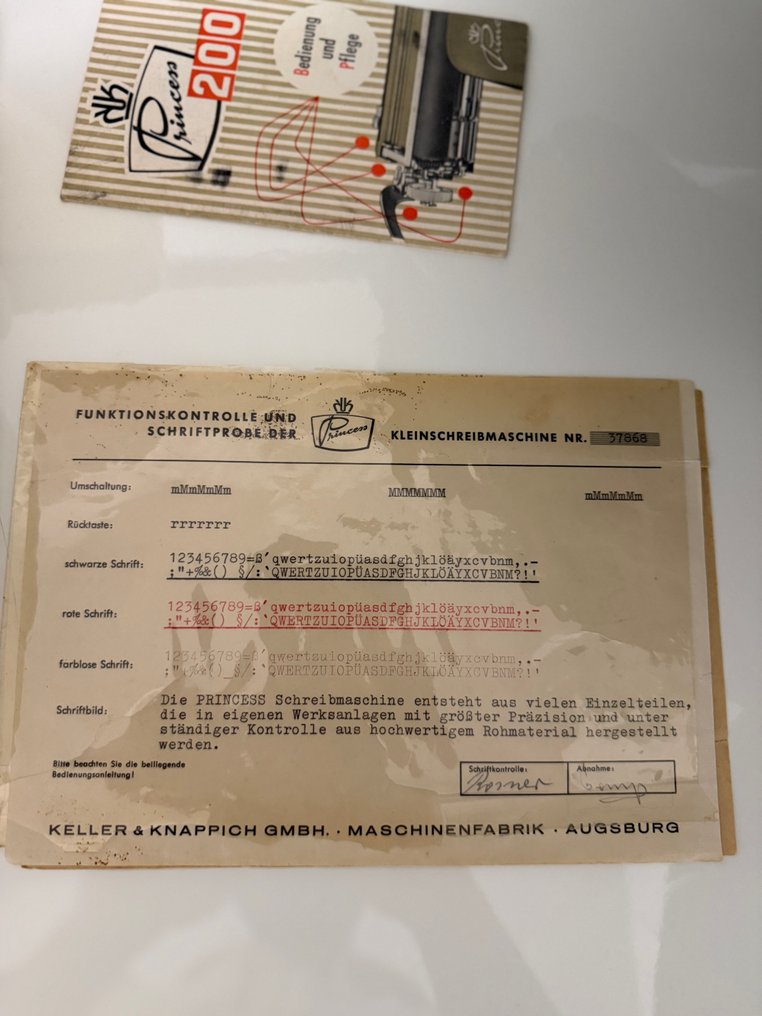 Princess
200
Bedienung
und
Pflege
Princess
FUNKTIONSKONTROLLE UND
SCHRIFTPROBE DER
Princess
KLEINSCHREIBMASCHINE NR. 37868
Umschaltung: mMmMmMm MMMMMMM mMmMmMm
Rücktaste: rrrrrrr
schwarze Schrift: 123456789=ß´qwertzuiopüasdfghjklöäyxcvbnm,.-
;"+%&()_§/:`QWERTZUIOPÜASDFGHJKLÖÄYXCVBNM?!'
rote Schrift: 123456789=ß´qwertzuiopüasdfghjklöäyxcvbnm,.-
;"+%&()_§/:`QWERTZUIOPÜASDFGHJKLÖÄYXCVBNM?!'
farblose Schrift: 123456789=ß´qwertzuiopüasdfghjklöäyxcvbnm,.-
;"+%&()_§/:`QWERTZUIOPÜASDFGHJKLÖÄYXCVBNM?!'
Schriftbild: Die PRINCESS Schreibmaschine entsteht aus vielen Einzelteilen,
die in eigenen Werksanlagen mit größter Präzision und unter
ständiger Kontrolle aus hochwertigem Rohmaterial hergestellt
werden.
Bitte beachten Sie die beiliegende
Bedienungsanleitung!
Schriftkontrolle: Abnahme:
KELLER & KNAPPICH GMBH. · MASCHINENFABRIK · AUGSBURG